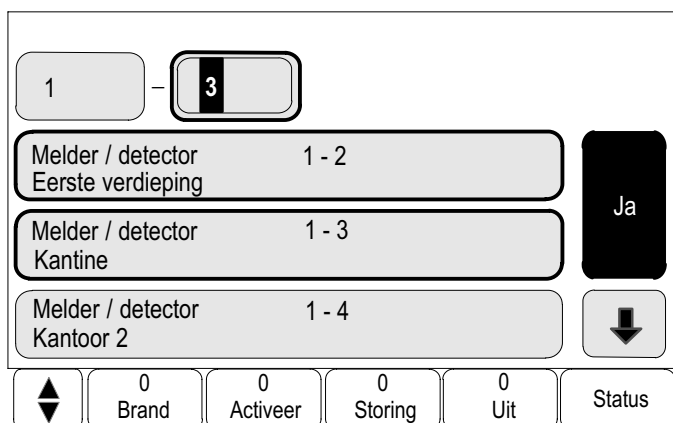 1 – 3
Melder / detector 1 - 2
Eerste verdieping
Ja
Melder / detector 1 - 3
Kantine
Melder / detector 1 - 4
Kantoor 2
0 0 0 0
Brand Activeer Storing Uit Status